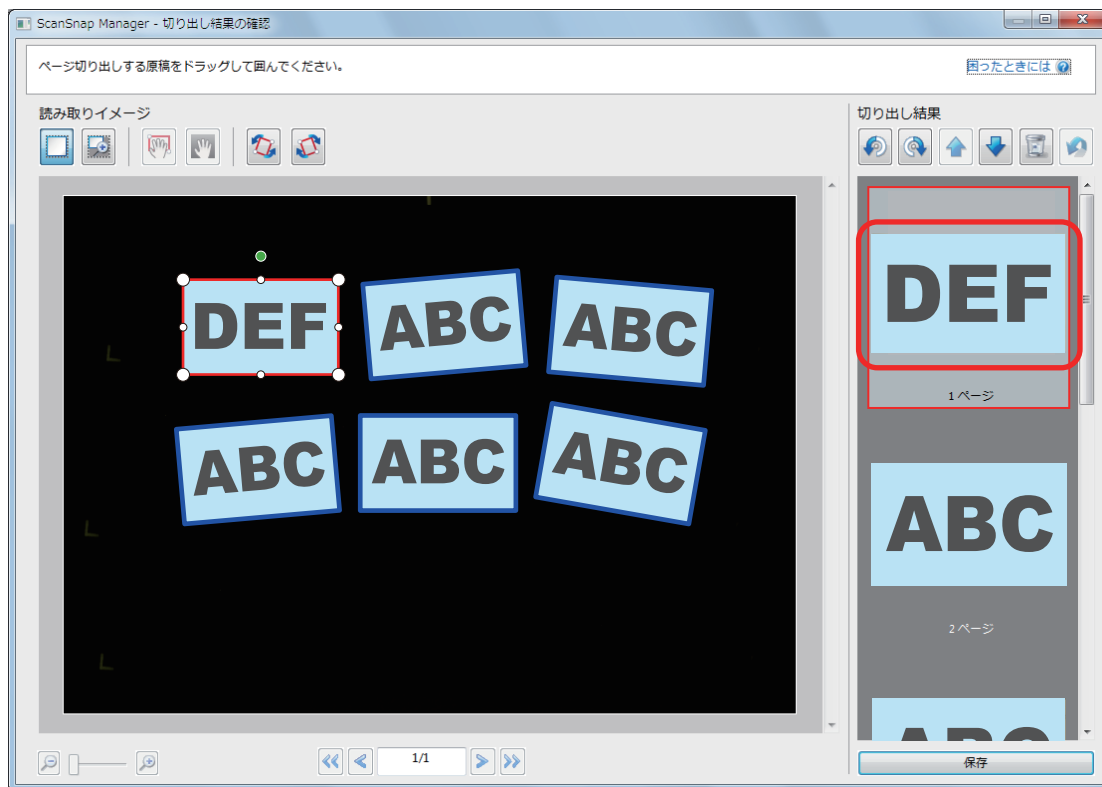 ScanSnap Manager - 切り出し結果の確認
ページ切り出しする原稿をドラッグして囲んでください。
困ったときには
読み取りイメージ
切り出し結果
DEF
ABC
ABC
ABC
ABC
ABC
DEF
1 ページ
ABC
2 ページ
ABC
1/1
保存